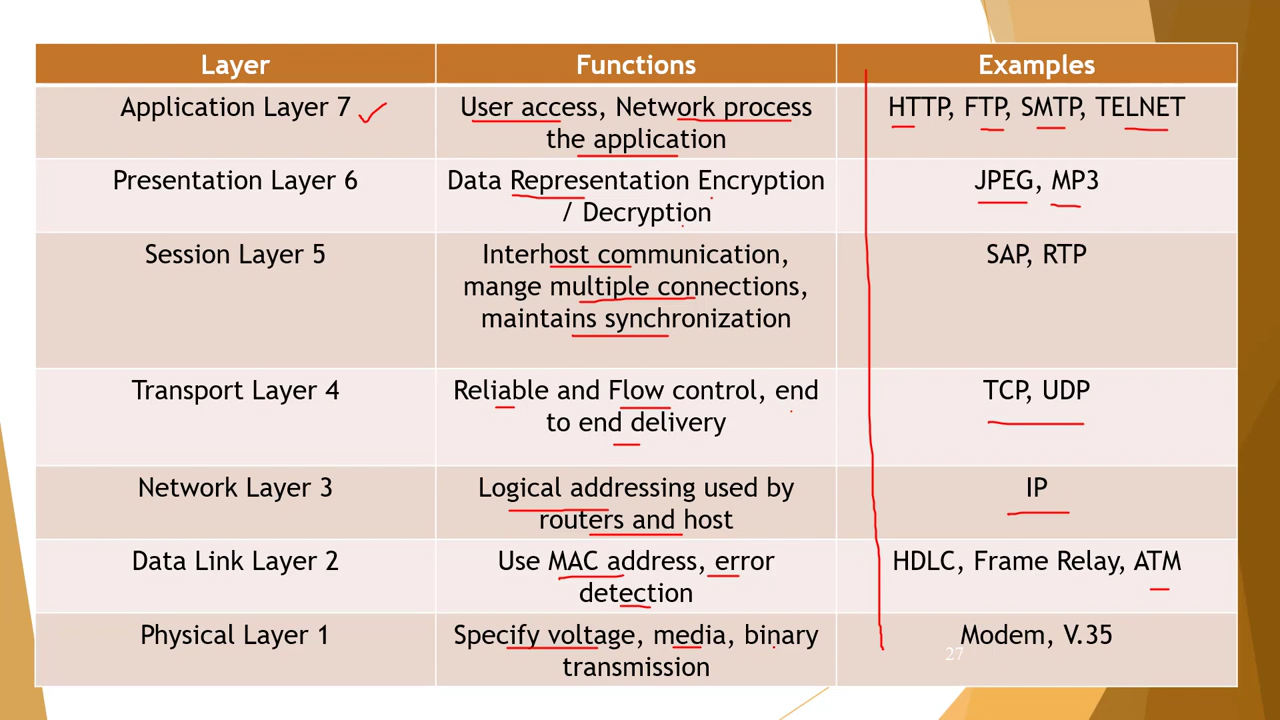 Layer Functions Examples
Application Layer 7 User access, Network process HTTP, FTP, SMTP, TELNET
the application
Presentation Layer 6 Data Representation Encryption JPEG, MP3
/ Decryption
Session Layer 5 Interhost communication, SAP, RTP
mange multiple connections,
maintains synchronization
Transport Layer 4 Reliable and Flow control, end TCP, UDP
to end delivery
Network Layer 3 Logical addressing used by IP
routers and host
Data Link Layer 2 Use MAC address, error HDLC, Frame Relay, ATM
detection
Physical Layer 1 Specify voltage, media, binary Modem, V.35
transmission
27